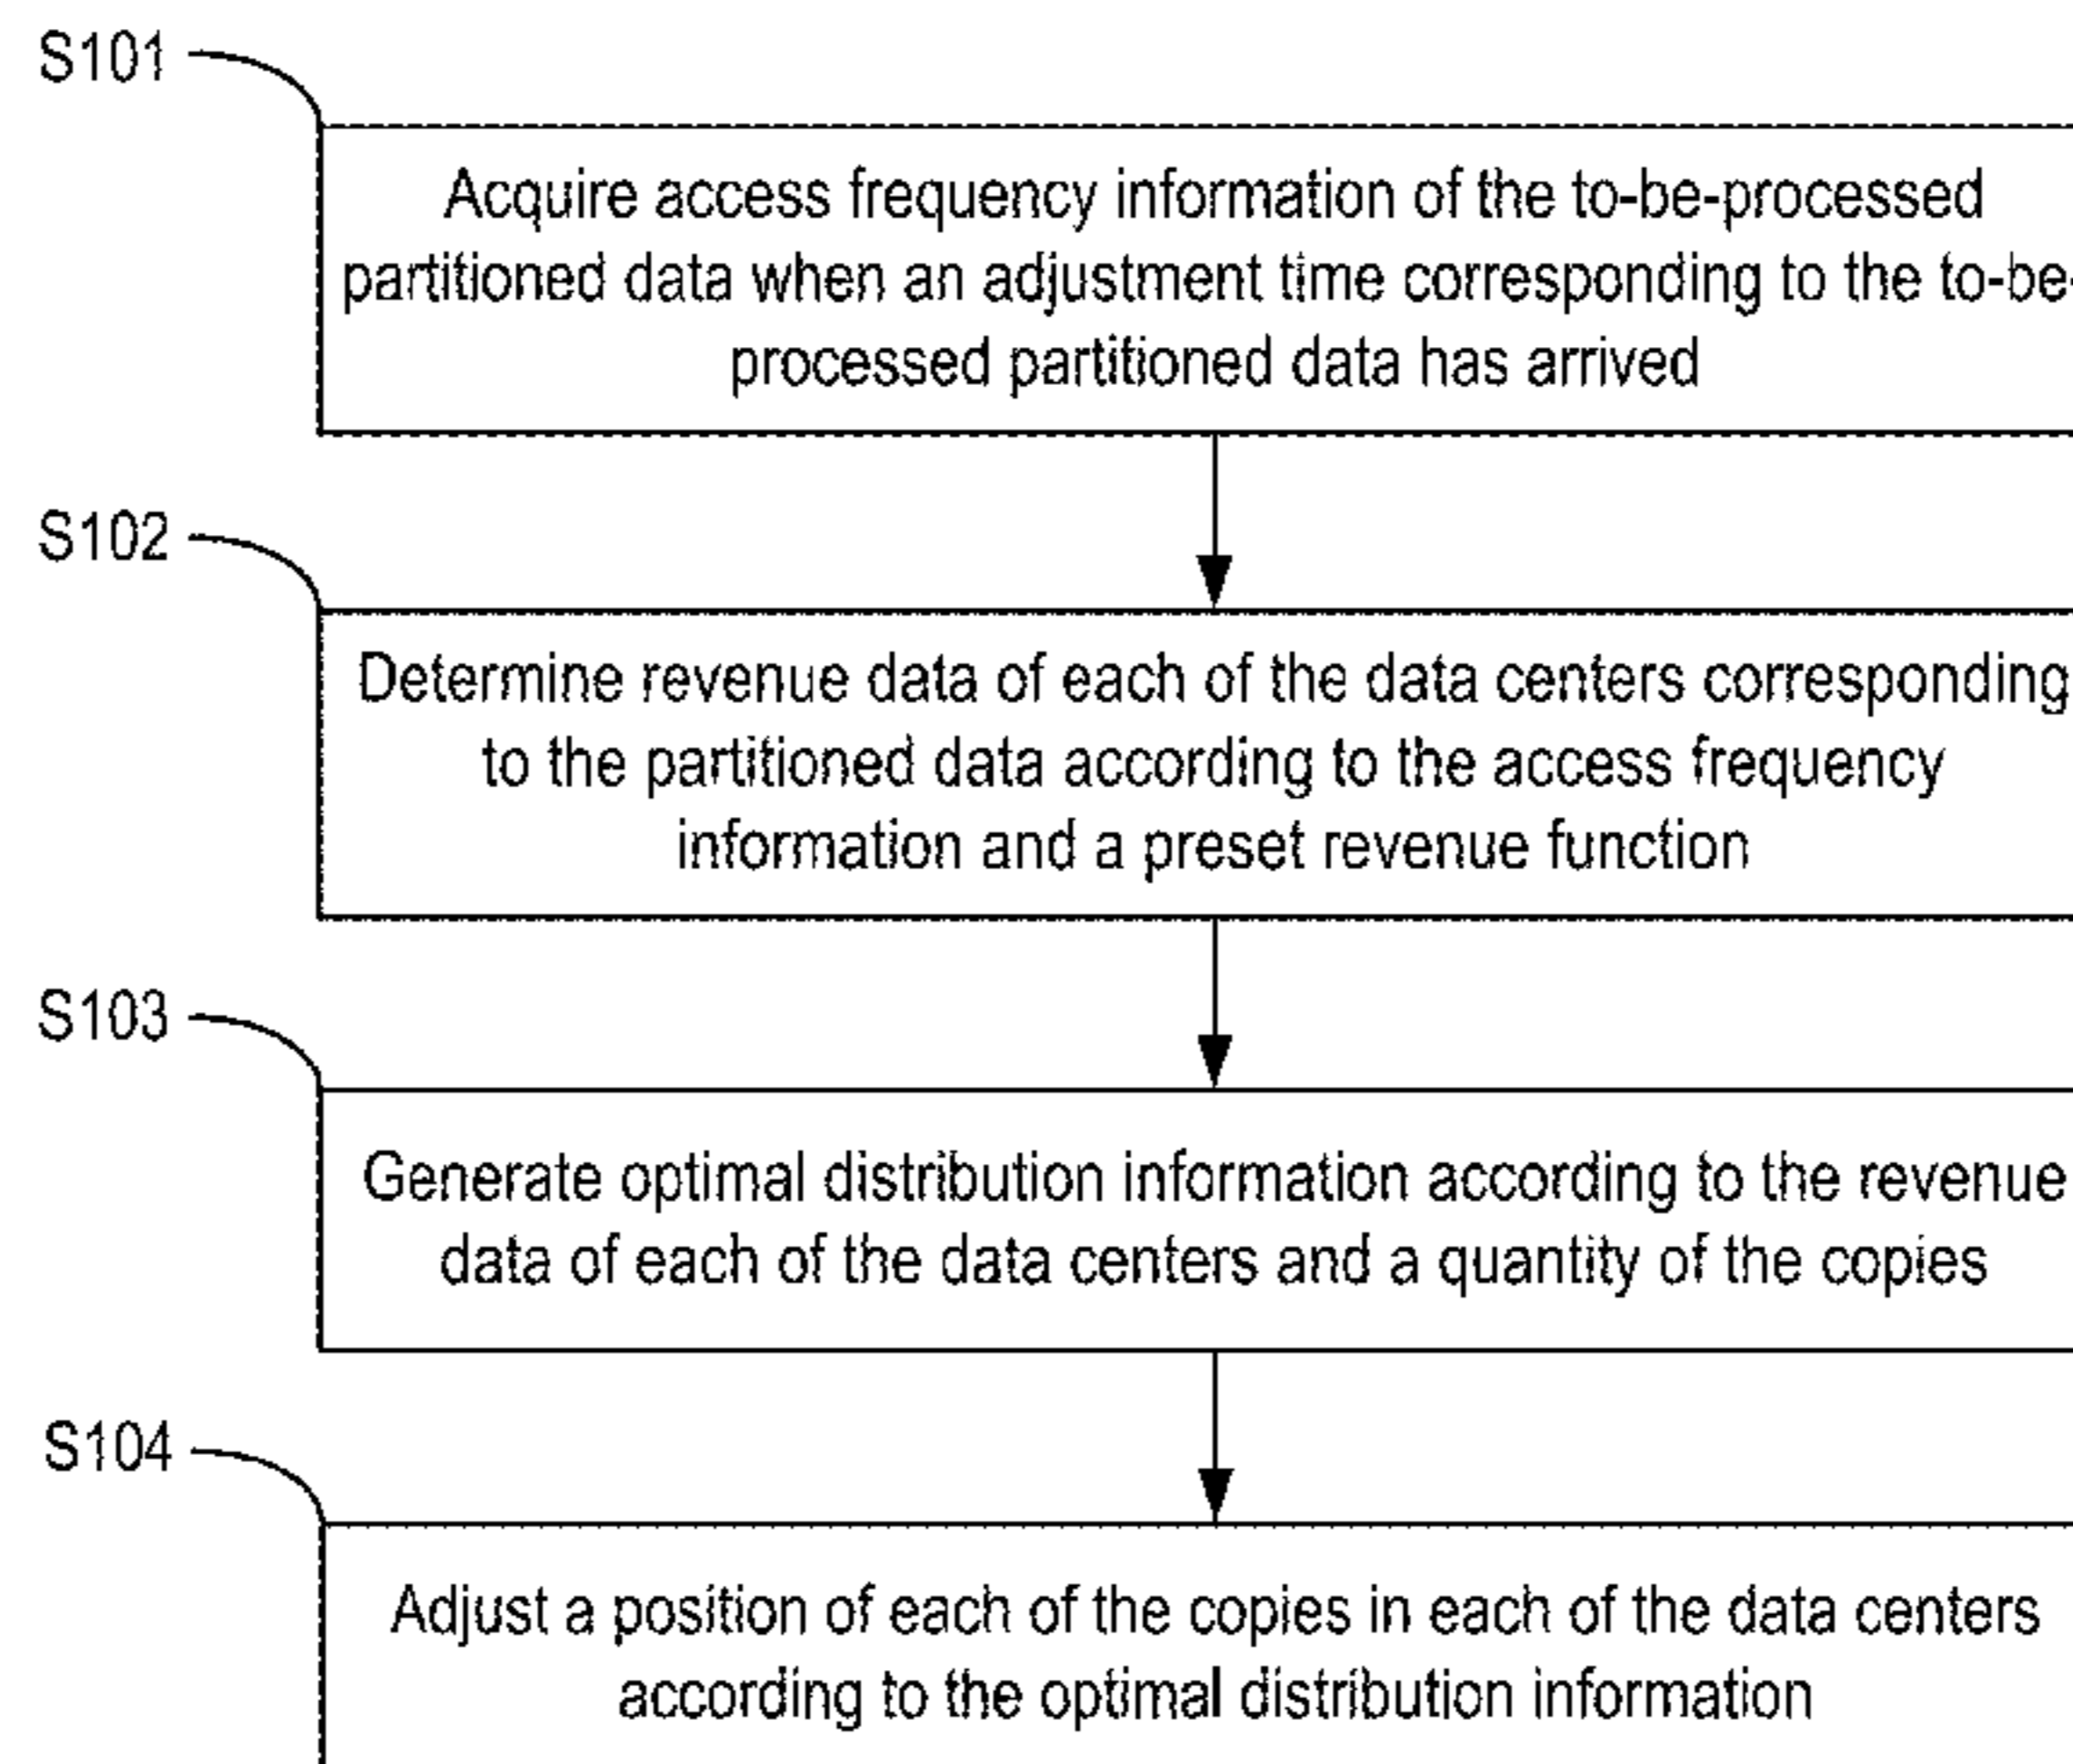 S101
Acquire access frequency information of the to-be-processed
partitioned data when an adjustment time corresponding to the to-be-
processed partitioned data has arrived
S102
Determine revenue data of each of the data centers corresponding
to the partitioned data according to the access frequency
information and a preset revenue function
S103
Generate optimal distribution information according to the revenue
data of each of the data centers and a quantity of the copies
S104
Adjust a position of each of the copies in each of the data centers
according to the optimal distribution information